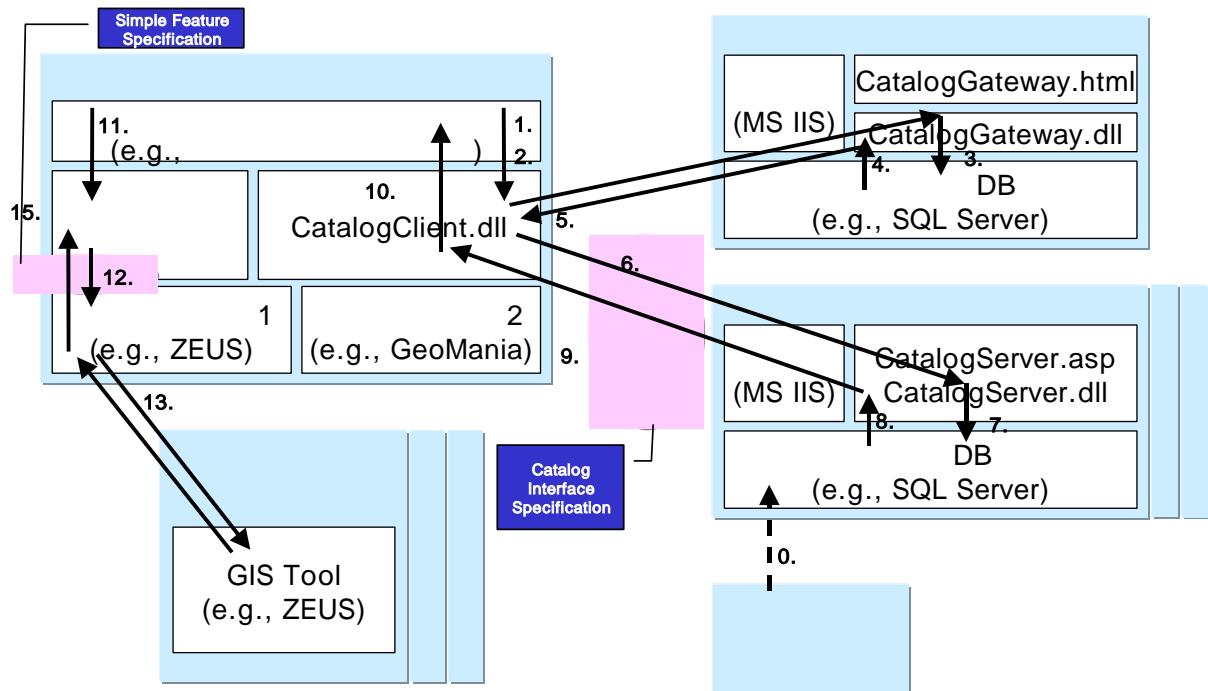 Simple Feature
Specification
11.
(e.g., )
1.
2.
10.
CatalogClient.dll
15.
12.
1
(e.g., ZEUS)
2
(e.g., GeoMania)
13.
GIS Tool
(e.g., ZEUS)
5.
6.
9.
Catalog
Interface
Specification
(MS IIS)
CatalogGateway.html
CatalogGateway.dll
4.
3.
DB
(e.g., SQL Server)
(MS IIS)
CatalogServer.asp
CatalogServer.dll
8.
7.
DB
(e.g., SQL Server)
0.